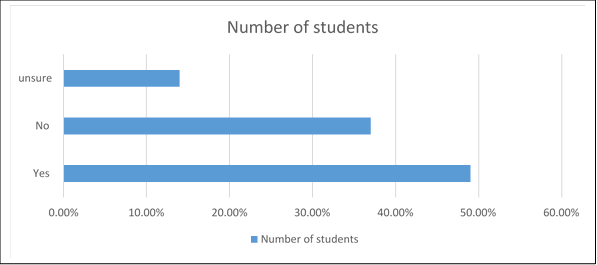 Number of students
unsure
No
Yes
0.00% 10.00% 20.00% 30.00% 40.00% 50.00% 60.00%
Number of students